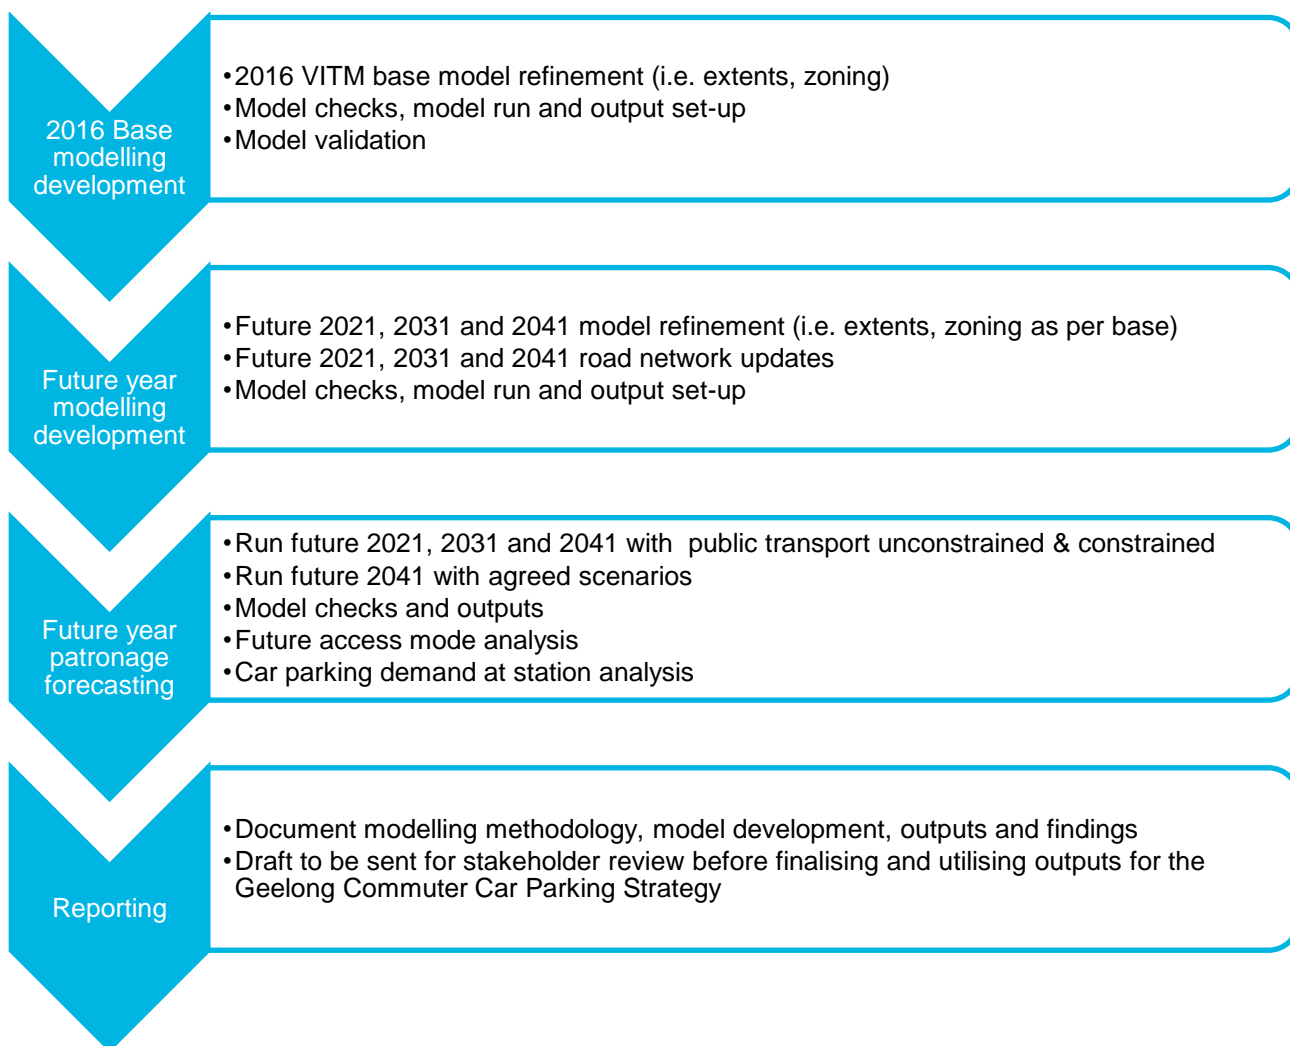 2016 Base
modelling
development
•2016 VITM base model refinement (i.e. extents, zoning)
•Model checks, model run and output set-up
•Model validation
Future year
modelling
development
•Future 2021, 2031 and 2041 model refinement (i.e. extents, zoning as per base)
•Future 2021, 2031 and 2041 road network updates
•Model checks, model run and output set-up
Future year
patronage
forecasting
•Run future 2021, 2031 and 2041 with  public transport unconstrained & constrained
•Run future 2041 with agreed scenarios
•Model checks and outputs
•Future access mode analysis
•Car parking demand at station analysis
Reporting
•Document modelling methodology, model development, outputs and findings
•Draft to be sent for stakeholder review before finalising and utilising outputs for the
Geelong Commuter Car Parking Strategy